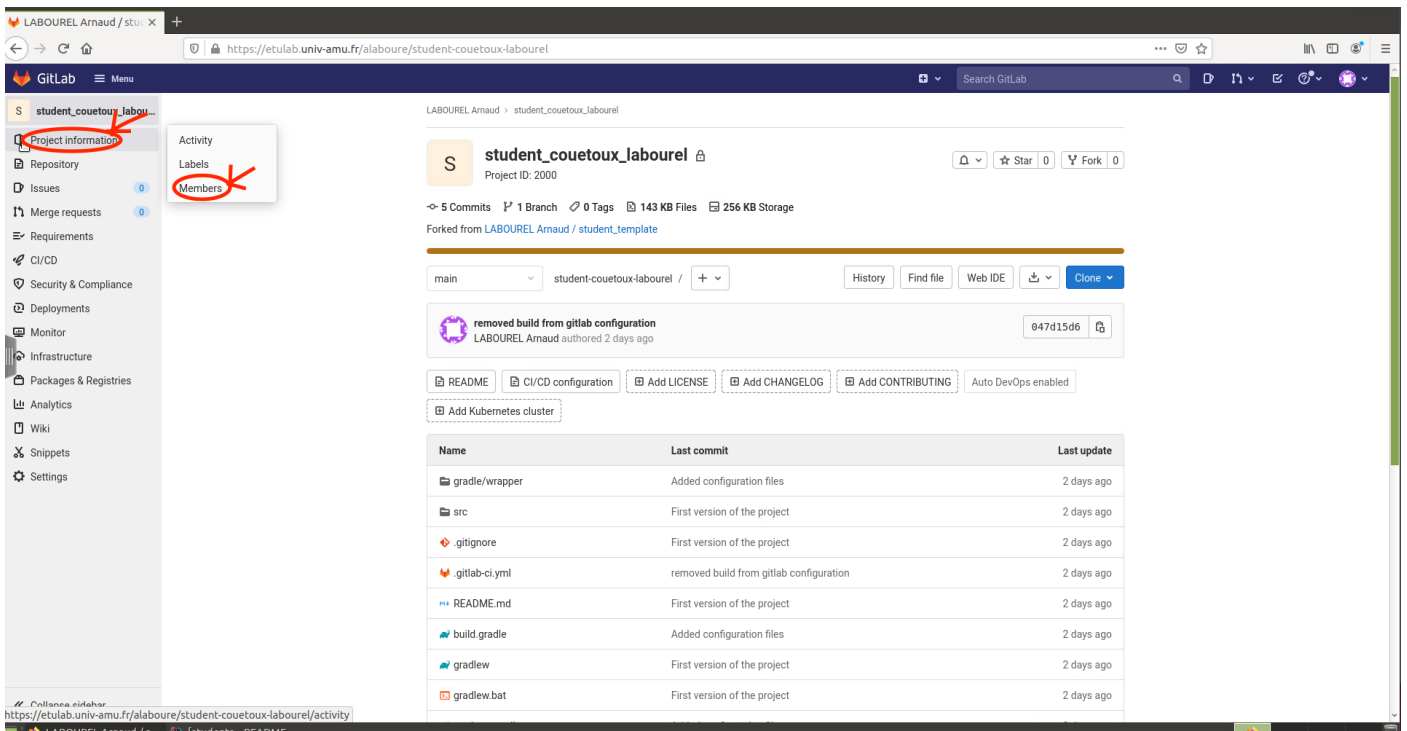 LABOUREL Arnaud / stud
https://etulab.univ-amu.fr/alaboure/student-couetoux-labourel
GitLab Menu Search GitLab
S student_couetoux_labou...
Project information
Repository
Issues 0
Merge requests 0
Requirements
CI/CD
Security & Compliance
Deployments
Monitor
Infrastructure
Packages & Registries
Analytics
Wiki
Snippets
Settings
Collapse sidebar
https://etulab.univ-amu.fr/alaboure/student-couetoux-labourel/activity
Activity
Labels
Members
LABOUREL Arnaud > student_couetoux_labourel
S student_couetoux_labourel
Project ID: 2000
Star 0 Fork 0
5 Commits 1 Branch 0 Tags 143 KB Files 256 KB Storage
Forked from LABOUREL Arnaud / student_template
main student-couetoux-labourel / + History Find file Web IDE Clone
removed build from gitlab configuration
LABOUREL Arnaud authored 2 days ago
047d15d6
README CI/CD configuration Add LICENSE Add CHANGELOG Add CONTRIBUTING Auto DevOps enabled
Add Kubernetes cluster
Name Last commit Last update
gradle/wrapper Added configuration files 2 days ago
src First version of the project 2 days ago
.gitignore First version of the project 2 days ago
.gitlab-ci.yml removed build from gitlab configuration 2 days ago
README.md First version of the project 2 days ago
build.gradle Added configuration files 2 days ago
gradlew First version of the project 2 days ago
gradlew.bat First version of the project 2 days ago